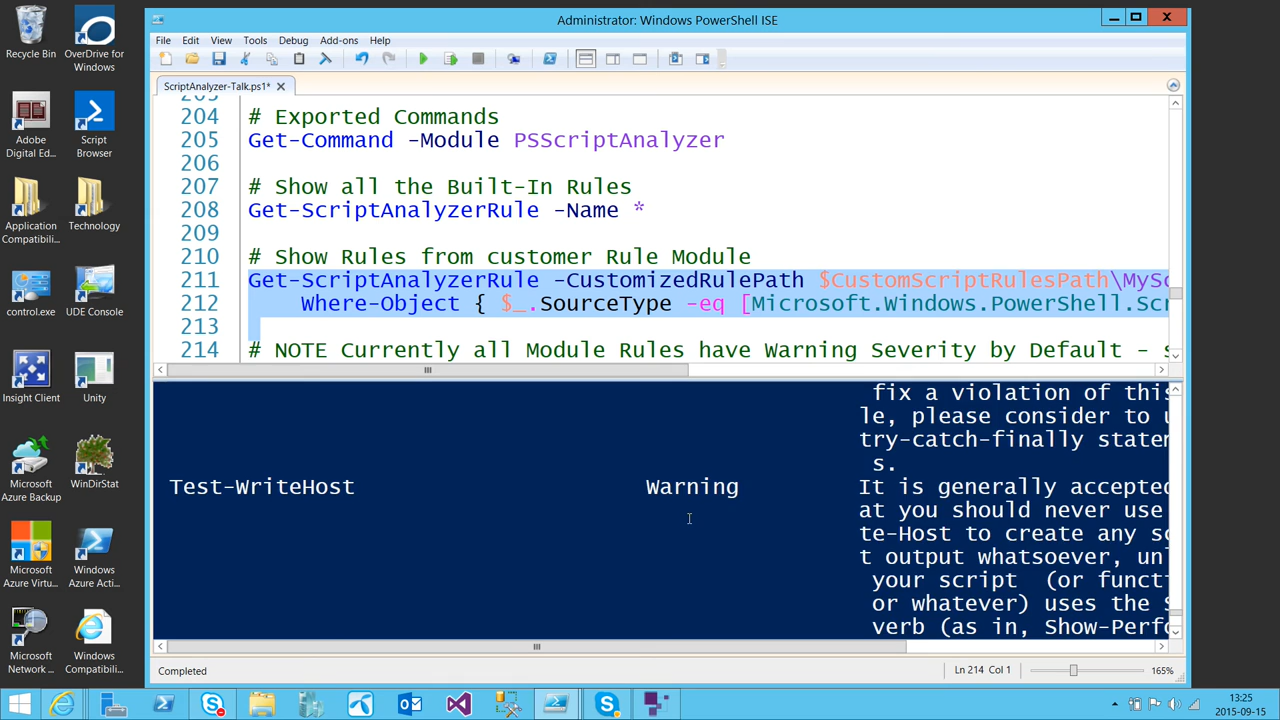 Administrator: Windows PowerShell ISE
File Edit View Tools Debug Add-ons Help
ScriptAnalyzer-Talk.ps1*
204 # Exported Commands
205 Get-Command -Module PSScriptAnalyzer
206
207 # Show all the Built-In Rules
208 Get-ScriptAnalyzerRule -Name *
209
210 # Show Rules from customer Rule Module
211 Get-ScriptAnalyzerRule -CustomizedRulePath $CustomScriptRulesPath\MySc
212 Where-Object { $_.SourceType -eq [Microsoft.Windows.PowerShell.Scr
213
214 # NOTE Currently all Module Rules have Warning Severity by Default - s
fix a violation of this
le, please consider to u
try-catch-finally statem
s.
Test-WriteHost Warning It is generally accepted
at you should never use
te-Host to create any sc
t output whatsoever, un
your script (or functi
or whatever) uses the S
verb (as in, Show-Perfo
Completed Ln 214 Col 1 165%
Recycle Bin
OverDrive for Windows
Adobe Digital Ed...
Script Browser
Application Compatibili...
Technology
control.exe
UDE Console
Insight Client
Unity
Microsoft Azure Backup
WinDirStat
Microsoft Azure Virtu...
Windows Azure Acti...
Microsoft Network ...
Windows Compatibili...
13:25
2015-09-15